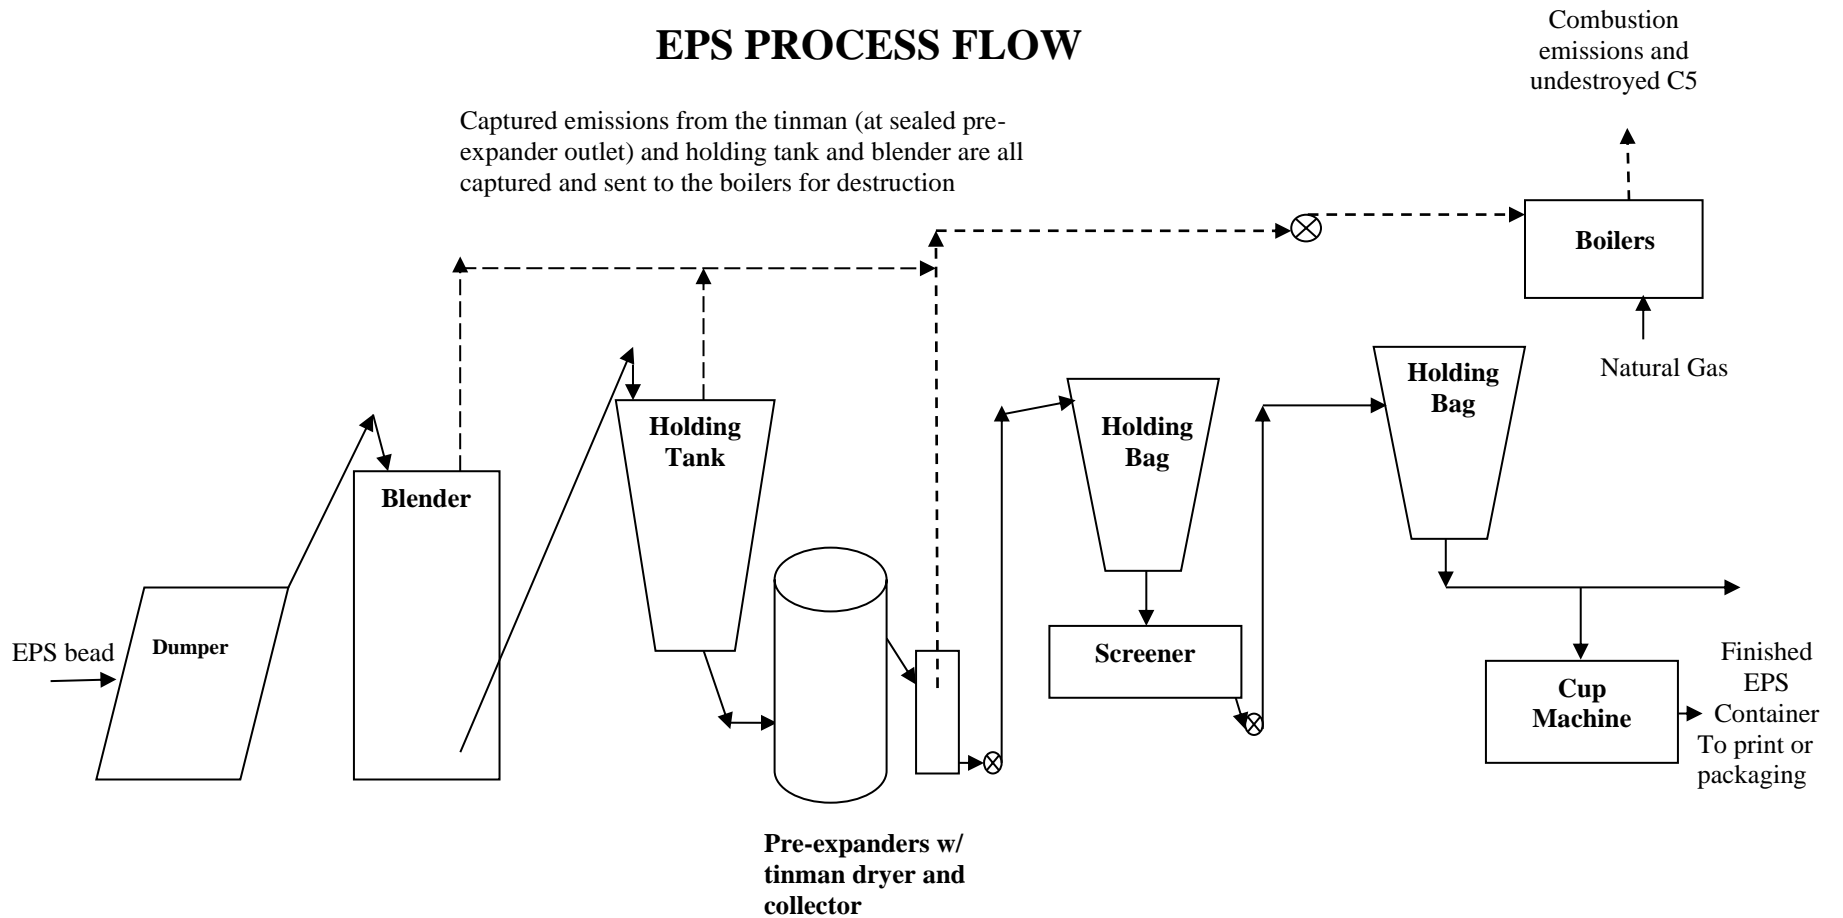 EPS PROCESS FLOW
Combustion
emissions and
undestroyed C5
Captured emissions from the tinman (at sealed pre-
expander outlet) and holding tank and blender are all
captured and sent to the boilers for destruction
Boilers
Natural Gas
Holding
Bag
Holding
Bag
Holding
Tank
Blender
EPS bead
Dumper
Screener
Cup
Machine
Finished
EPS
Container
To print or
packaging
Pre-expanders w/
tinman dryer and
collector